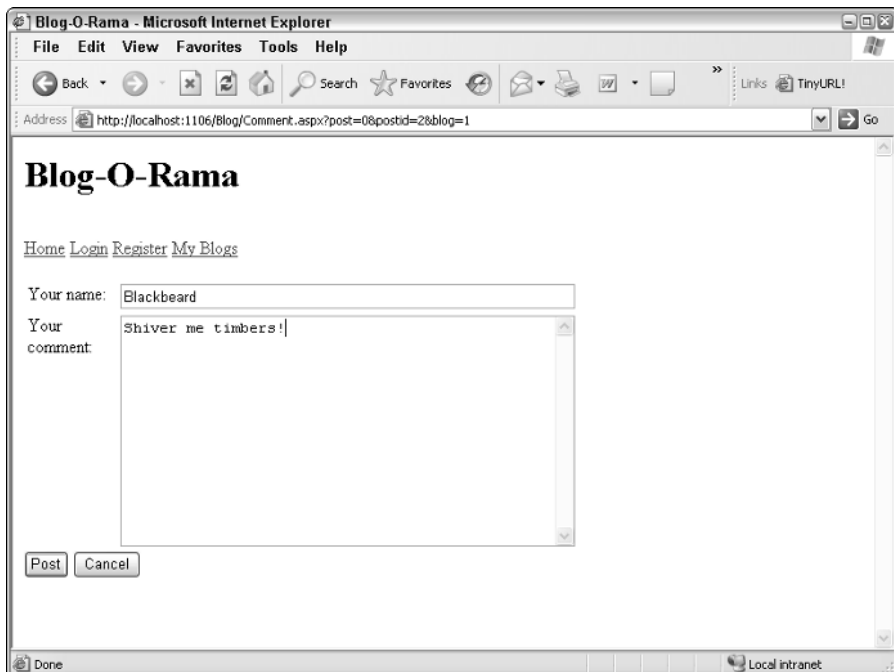 Blog-O-Rama - Microsoft Internet Explorer
File Edit View Favorites Tools Help
Back Search Favorites W » Links TinyURL!
Address http://localhost:1106/Blog/Comment.aspx?post=0&postid=2&blog=1 Go
Blog-O-Rama
Home Login Register My Blogs
Your name: Blackbeard
Your comment: Shiver me timbers!
Post Cancel
Done Local intranet